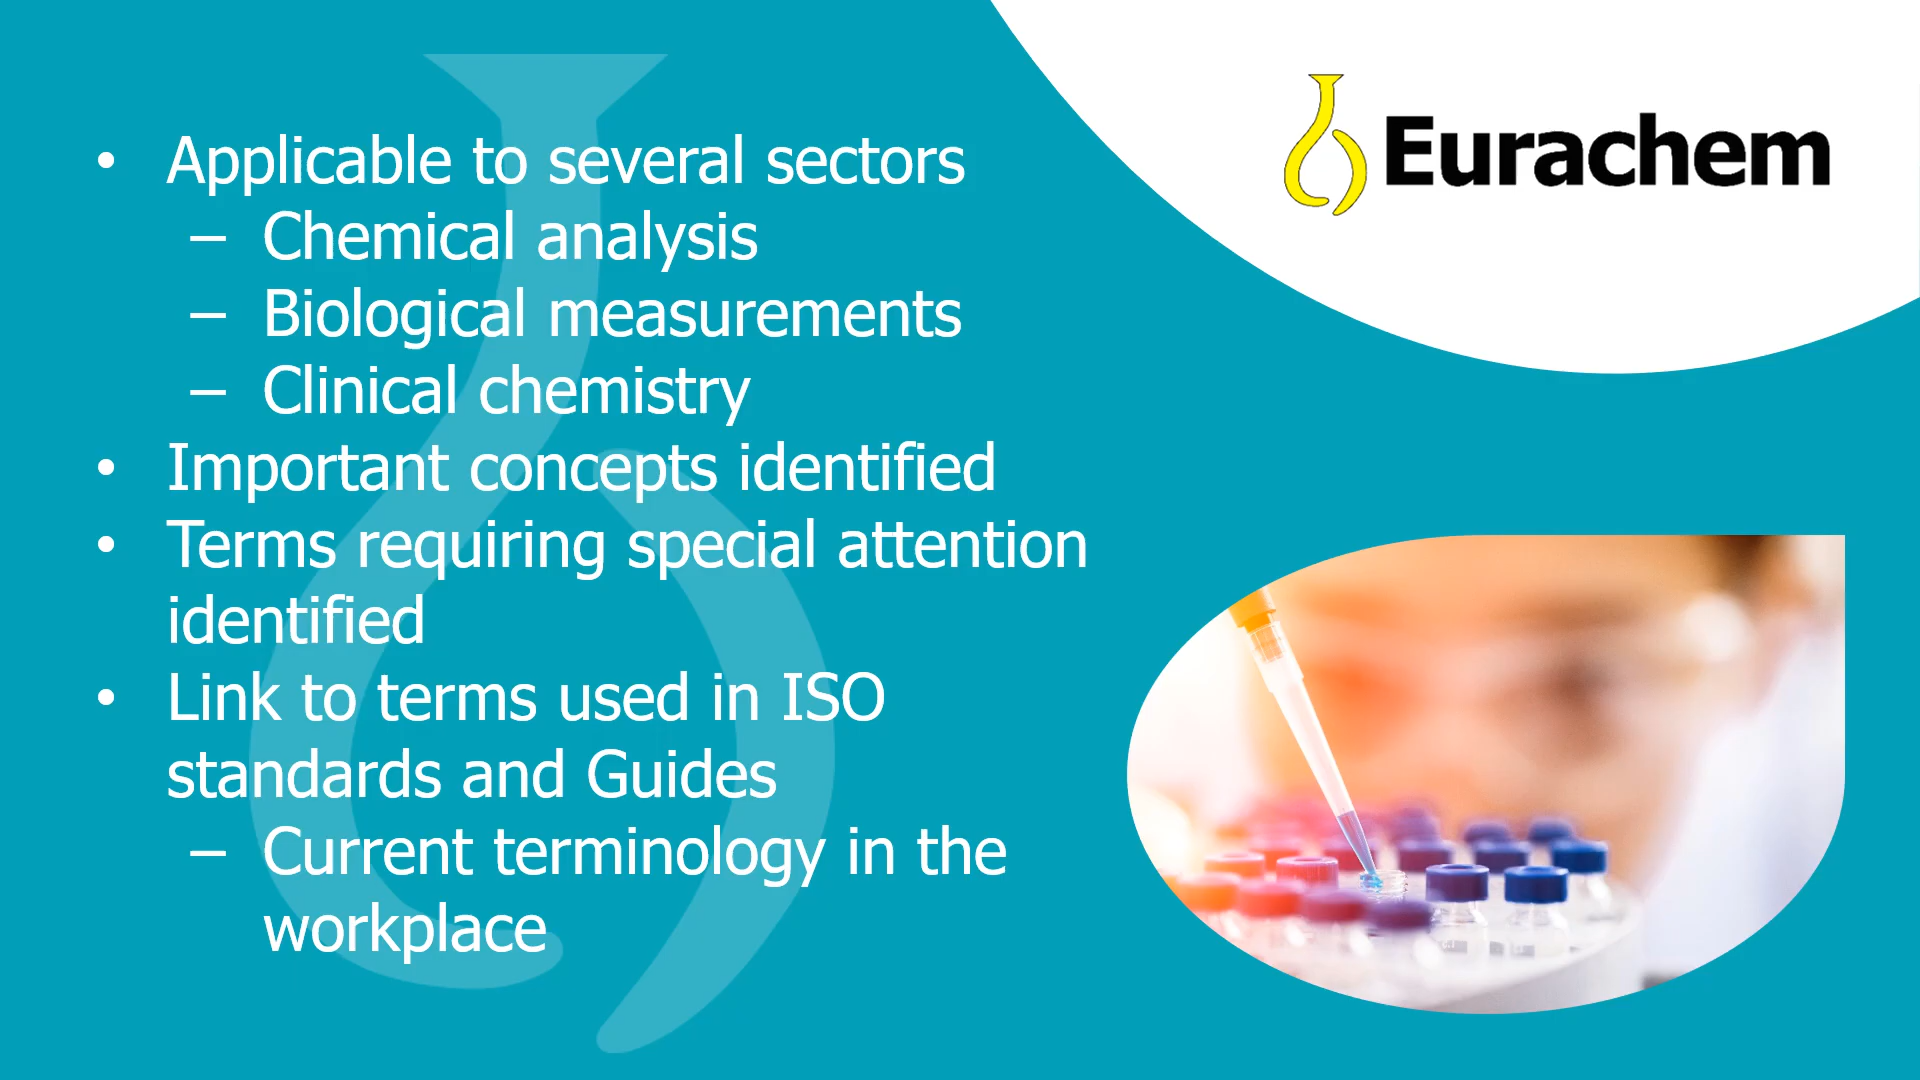 Eurachem
• Applicable to several sectors
– Chemical analysis
– Biological measurements
– Clinical chemistry
• Important concepts identified
• Terms requiring special attention
identified
• Link to terms used in ISO
standards and Guides
– Current terminology in the
workplace